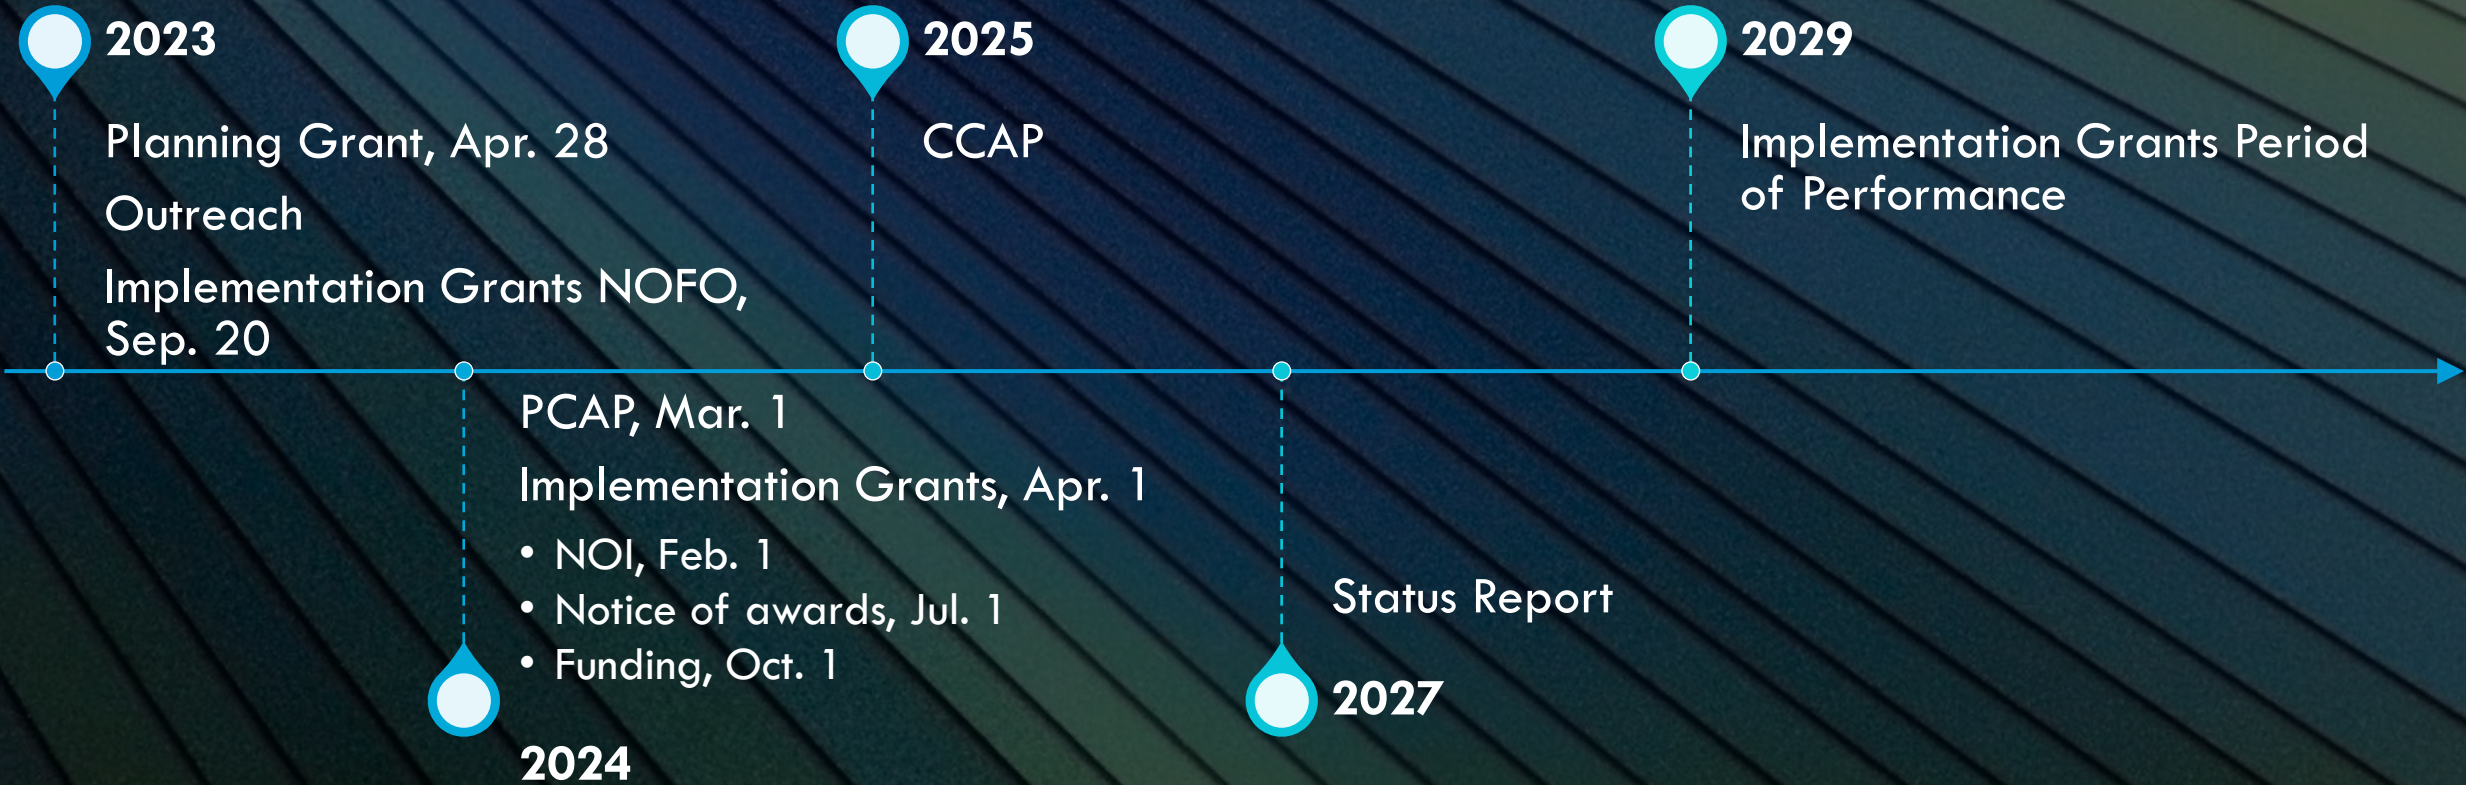 2023
Planning Grant, Apr. 28
Outreach
Implementation Grants NOFO,
Sep. 20
PCAP, Mar. 1
Implementation Grants, Apr. 1
• NOI, Feb. 1
• Notice of awards, Jul. 1
• Funding, Oct. 1
2024
2025
CCAP
Status Report
2027
2029
Implementation Grants Period
of Performance